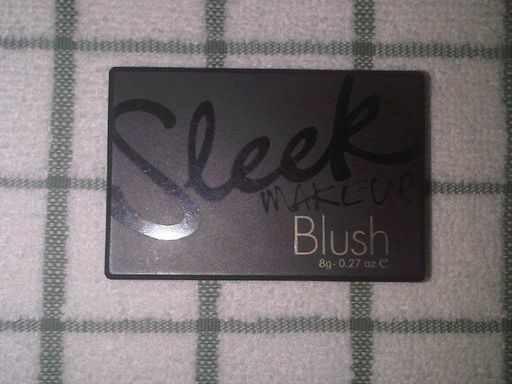 Sleek
MAKEUP
Blush
8g- 0.27 oz e